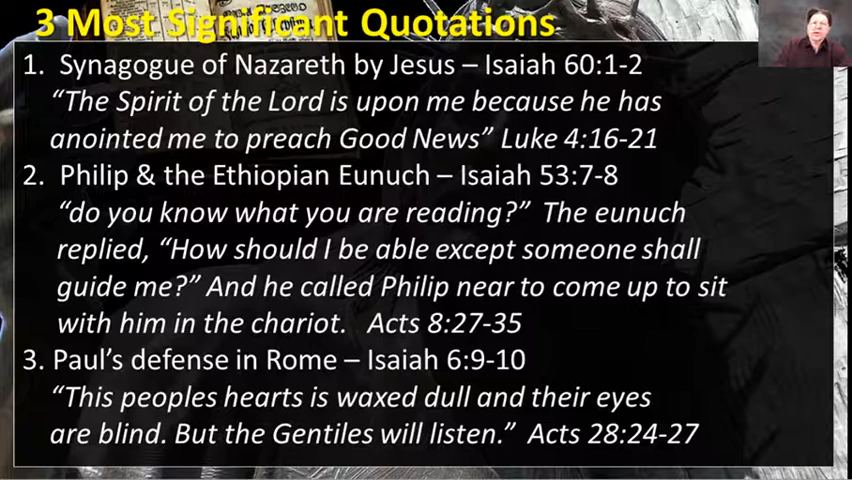 3 Most Significant Quotations
1. Synagogue of Nazareth by Jesus – Isaiah 60:1-2
“The Spirit of the Lord is upon me because he has
anointed me to preach Good News” Luke 4:16-21
2. Philip & the Ethiopian Eunuch – Isaiah 53:7-8
“do you know what you are reading?” The eunuch
replied, “How should I be able except someone shall
guide me?” And he called Philip near to come up to sit
with him in the chariot. Acts 8:27-35
3. Paul’s defense in Rome – Isaiah 6:9-10
“This peoples hearts is waxed dull and their eyes
are blind. But the Gentiles will listen.” Acts 28:24-27